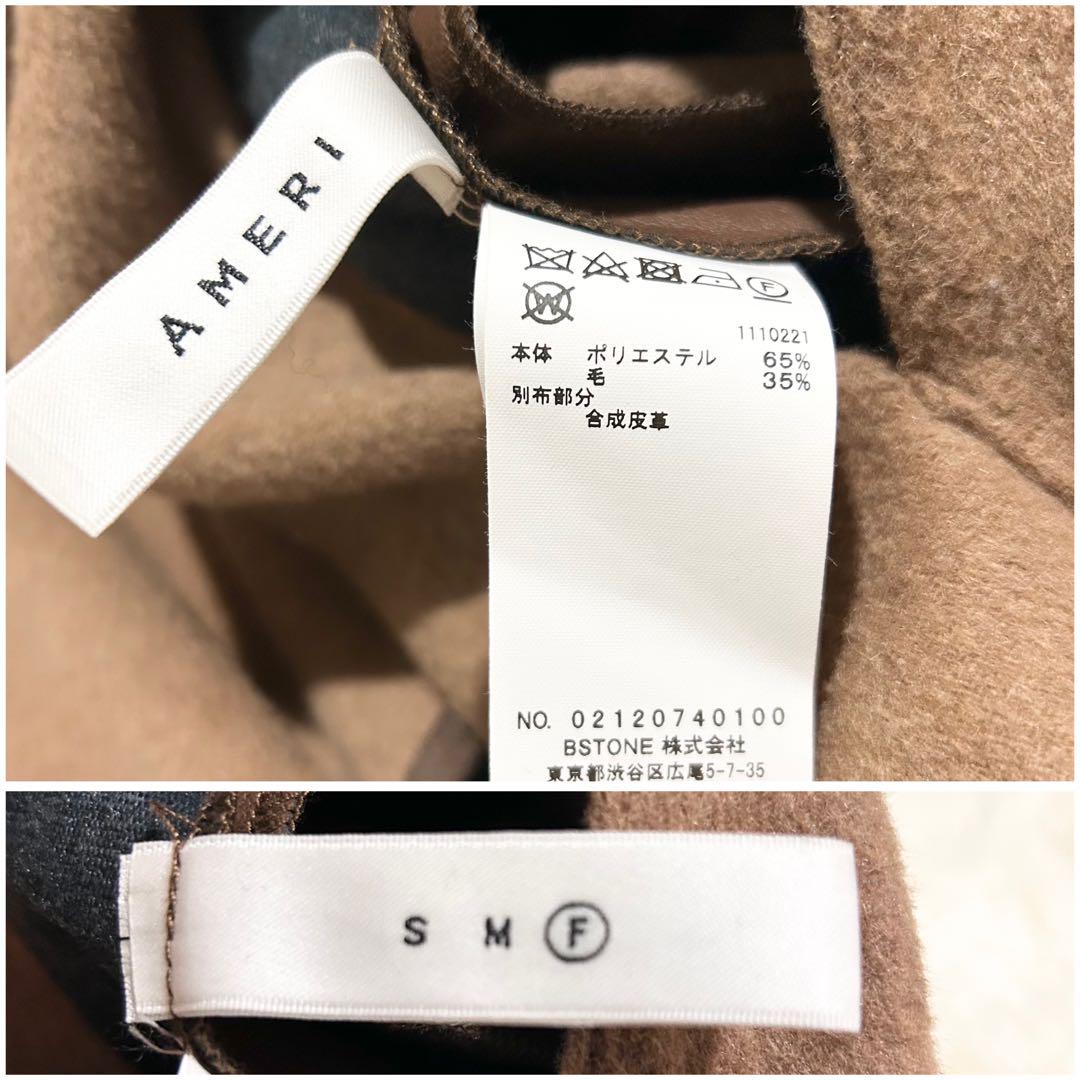 AMERI
F
W
1110221
本体 ポリエステル 65%
毛 35%
別布部分
合成皮革
NO. 02120740100
BSTONE 株式会社
東京都渋谷区広尾5-7-35
S M F